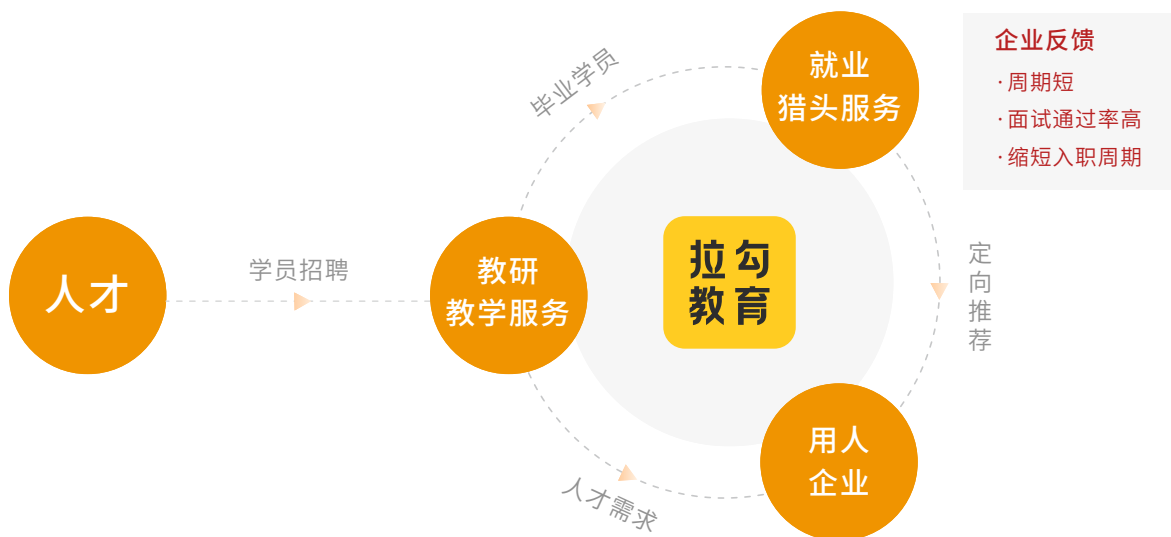 人才
学员招聘
教研
教学服务
毕业学员
就业
猎头服务
拉勾
教育
定向推荐
用人
企业
人才需求
企业反馈
·周期短
·面试通过率高
·缩短入职周期